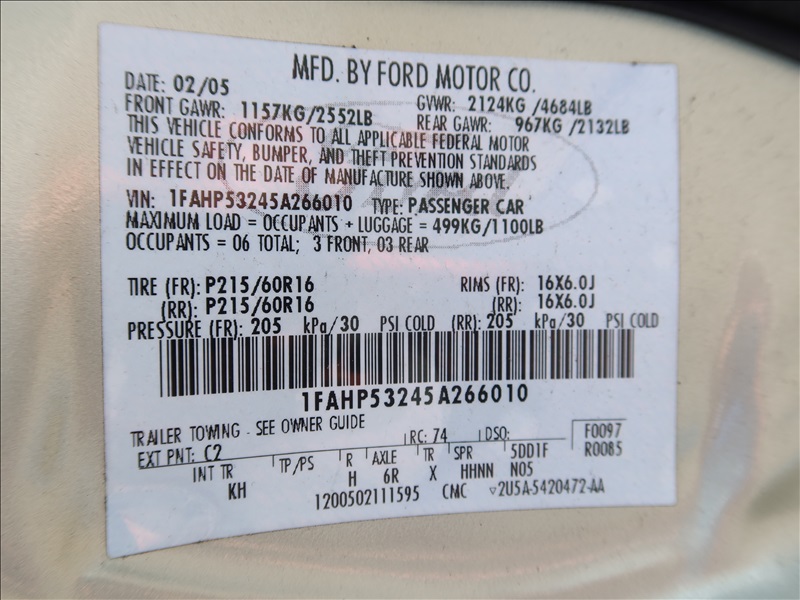 MFD. BY FORD MOTOR CO.
DATE: 02/05 GVWR: 2124KG /4684LB
FRONT GAWR: 1157KG/2552LB REAR GAWR: 967KG /2132LB
THIS VEHICLE CONFORMS TO ALL APPLICABLE FEDERAL MOTOR
VEHICLE SAFETY, BUMPER, AND THEFT PREVENTION STANDARDS
IN EFFECT ON THE DATE OF MANUFACTURE SHOWN ABOVE.
VIN: 1FAHP53245A266010 TYPE: PASSENGER CAR
MAXIMUM LOAD = OCCUPANTS + LUGGAGE = 499KG/1100LB
OCCUPANTS = 06 TOTAL; 3 FRONT, 03 REAR
TIRE (FR): P215/60R16 RIMS (FR): 16X6.0J
(RR): P215/60R16 (RR): 16X6.0J
PRESSURE (FR): 205 kPa/30 PSI COLD (RR): 205 kPa/30 PSI COLD
1FAHP53245A266010
TRAILER TOWING - SEE OWNER GUIDE RC: 74 DSO: F0097
EXT PNT: C2 R0085
INT TR TP/PS R AXLE TR SPR 5DD1F
KH H 6R X HHNN N05
1200502111595 CMC ▽2U5A-5420472-AA